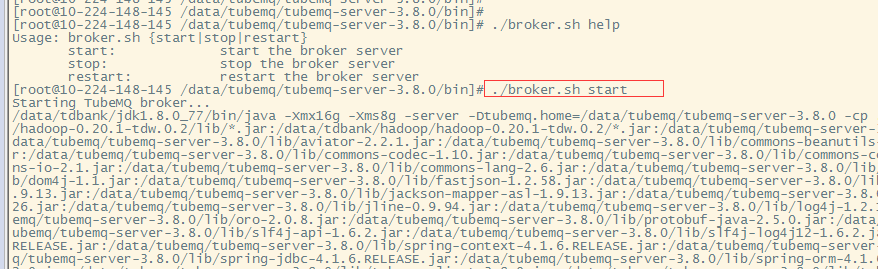 [root@10-224-148-145 /data/tubemq/tubemq-server-3.8.0/bin]#
[root@10-224-148-145 /data/tubemq/tubemq-server-3.8.0/bin]#
[root@10-224-148-145 /data/tubemq/tubemq-server-3.8.0/bin]# ./broker.sh help
Usage: broker.sh {start|stop|restart}
start: start the broker server
stop: stop the broker server
restart: restart the broker server
[root@10-224-148-145 /data/tubemq/tubemq-server-3.8.0/bin]# ./broker.sh start
Starting TubeMQ broker...
/data/tdbank/jdk1.8.0_77/bin/java -Xmx16g -Xms8g -server -Dtubemq.home=/data/tubemq/tubemq-server-3.8.0 -cp
/hadoop-0.20.1-tdw.0.2/lib/*.jar:/data/tdbank/hadoop/hadoop-0.20.1-tdw.0.2/*.jar:/data/tubemq/tubemq-server-
data/tubemq/tubemq-server-3.8.0/lib/aviator-2.2.1.jar:/data/tubemq/tubemq-server-3.8.0/lib/commons-beanutils-
r:/data/tubemq/tubemq-server-3.8.0/lib/commons-codec-1.10.jar:/data/tubemq/tubemq-server-3.8.0/lib/commons-co
ns-io-2.1.jar:/data/tubemq/tubemq-server-3.8.0/lib/commons-lang-2.6.jar:/data/tubemq/tubemq-server-3.8.0/lib/
b/dom4j-1.1.jar:/data/tubemq/tubemq-server-3.8.0/lib/fastjson-1.2.58.jar:/data/tubemq/tubemq-server-3.8.0/lib
.9.13.jar:/data/tubemq/tubemq-server-3.8.0/lib/jackson-mapper-asl-1.9.13.jar:/data/tubemq/tubemq-server-3.8.
26.jar:/data/tubemq/tubemq-server-3.8.0/lib/jline-0.9.94.jar:/data/tubemq/tubemq-server-3.8.0/lib/log4j-1.2.
emq/tubemq-server-3.8.0/lib/oro-2.0.8.jar:/data/tubemq/tubemq-server-3.8.0/lib/protobuf-java-2.5.0.jar:/data/
ubemq/tubemq-server-3.8.0/lib/slf4j-api-1.6.2.jar:/data/tubemq/tubemq-server-3.8.0/lib/slf4j-log4j12-1.6.2.j
RELEASE.jar:/data/tubemq/tubemq-server-3.8.0/lib/spring-context-4.1.6.RELEASE.jar:/data/tubemq/tubemq-server-
q/tubemq-server-3.8.0/lib/spring-jdbc-4.1.6.RELEASE.jar:/data/tubemq/tubemq-server-3.8.0/lib/spring-orm-4.1.